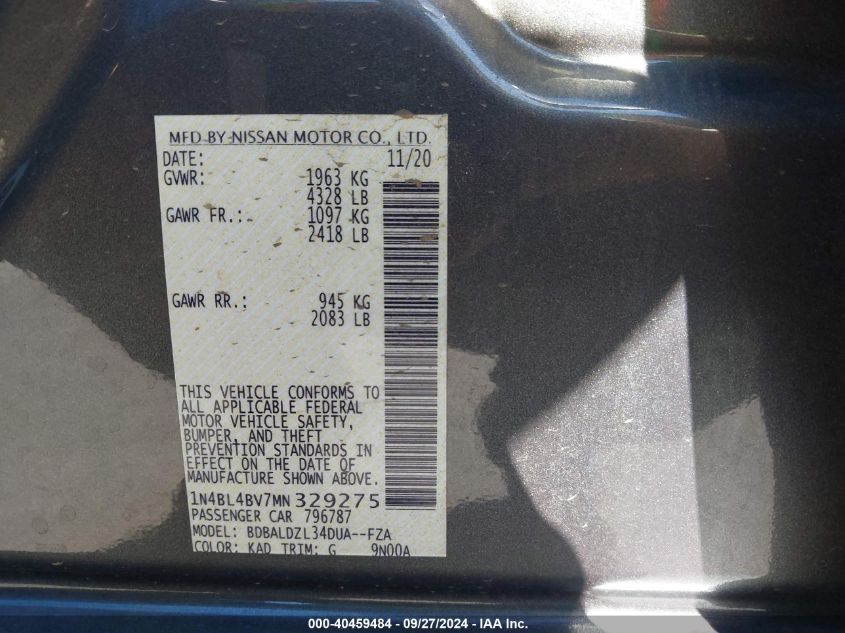 MFD BY NISSAN MOTOR CO., LTD.
DATE: 11/20
GVWR: 1963 KG
4328 LB
GAWR FR.: 1097 KG
2418 LB
GAWR RR.: 945 KG
2083 LB
THIS VEHICLE CONFORMS TO
ALL APPLICABLE FEDERAL
MOTOR VEHICLE SAFETY,
BUMPER, AND THEFT
PREVENTION STANDARDS IN
EFFECT ON THE DATE OF
MANUFACTURE SHOWN ABOVE.
1N4BL4BV7MN329275
PASSENGER CAR 796787
MODEL: BDBALDZL34DUA--FZA
COLOR: KAD TRIM: G 9N00A
000-40459484 - 09/27/2024 - IAA Inc.